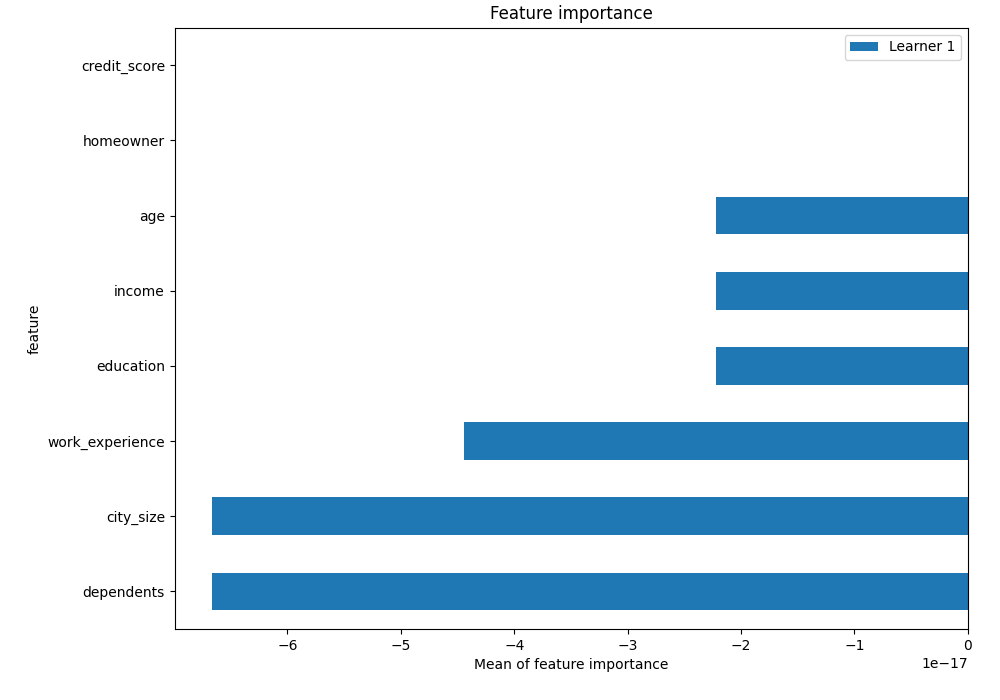 Feature importance
Learner 1
credit_score
homeowner
age
income
education
work_experience
city_size
dependents
feature
−6 −5 −4 −3 −2 −1 0
1e−17
Mean of feature importance